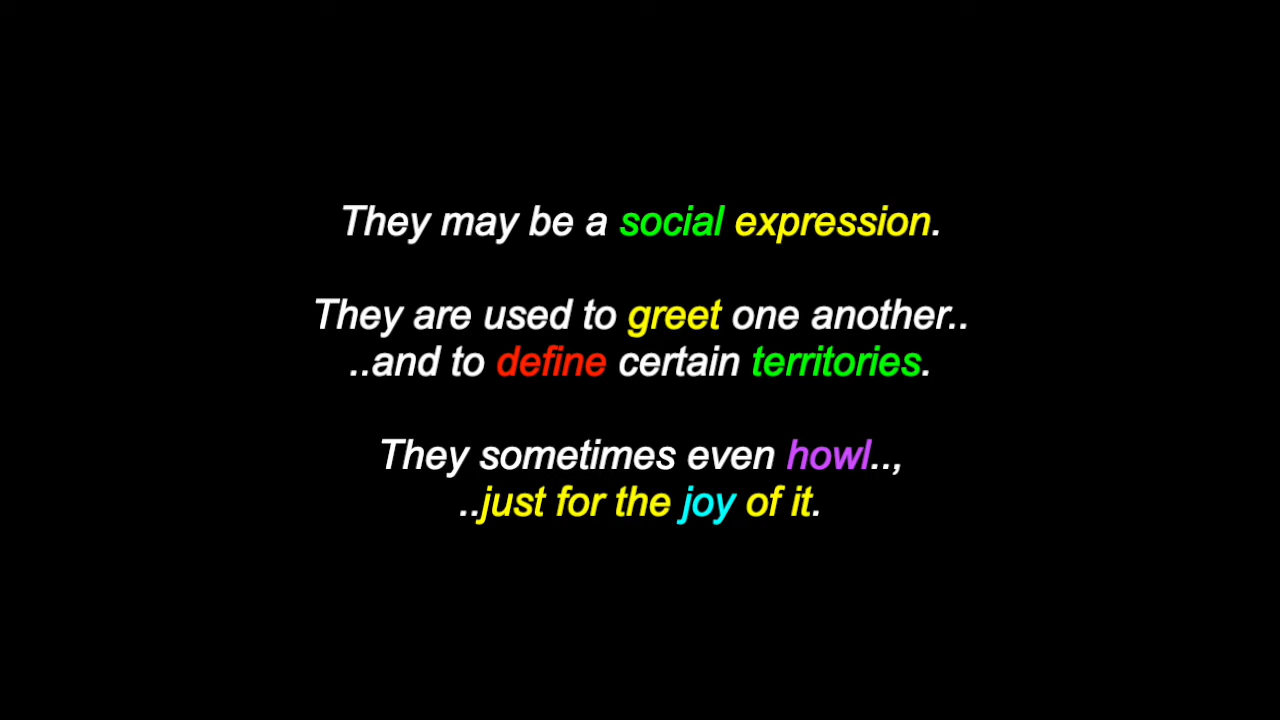 They may be a social expression.
They are used to greet one another..
..and to define certain territories.
They sometimes even howl..,
..just for the joy of it.